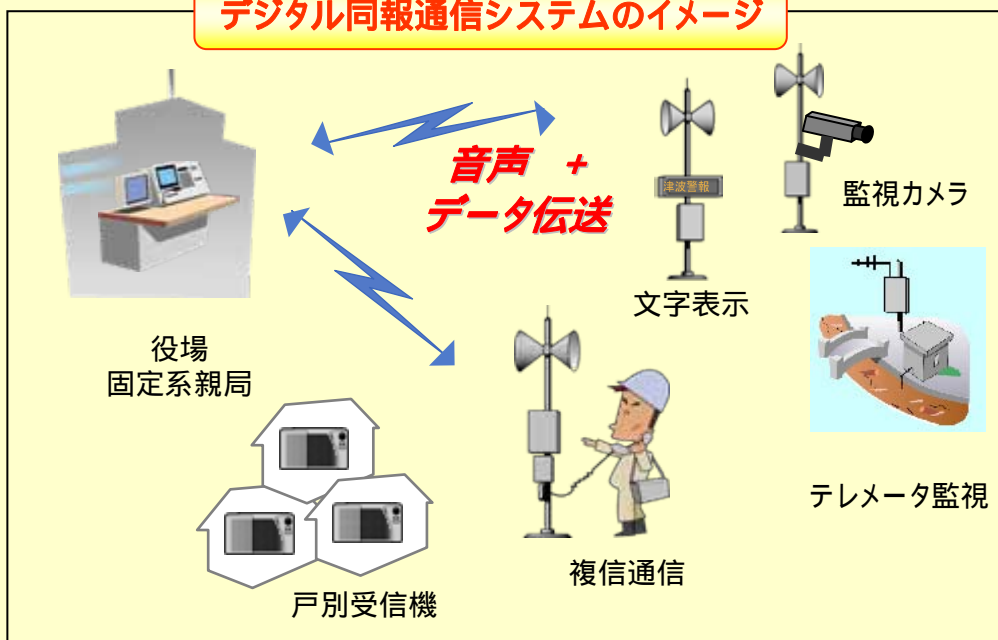 デジタル同報通信システムのイメージ
音声 +
データ伝送
津波警報
監視カメラ
文字表示
役場
固定系親局
テレメータ監視
複信通信
戸別受信機